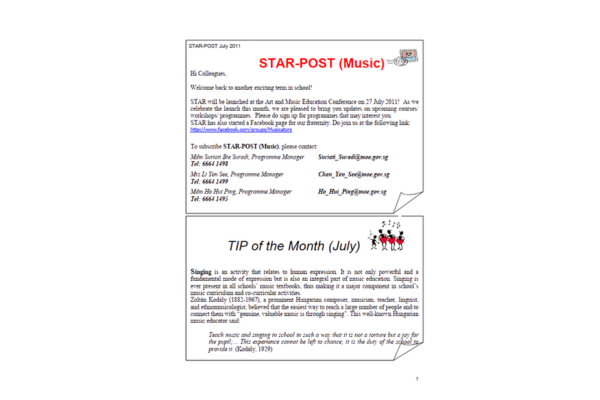 STAR-POST July 2011
STAR-POST (Music)
Hi Colleagues,
Welcome back to another exciting term in school!
STAR will be launched at the Art and Music Education Conference on 27 July 2011! As we
celebrate the launch this month, we are pleased to bring you updates on upcoming courses/
workshops/ programmes. Please do sign up for programmes that may interest you.
STAR has also started a Facebook page for our fraternity. Do join us at the following link:
http://www.facebook.com/groups/Musicators
To subscribe STAR-POST (Music), please contact:
Mdm Suriati Bte Suradi, Programme Manager Suriati_Suradi@moe.gov.sg
Tel: 6664 1498
Mrs Li Yen See, Programme Manager Chan_Yen_See@moe.gov.sg
Tel: 6664 1499
Mdm Ho Hui Ping, Programme Manager Ho_Hui_Ping@moe.gov.sg
Tel: 6664 1495
TIP of the Month (July)
Singing is an activity that relates to human expression. It is not only powerful and a
fundamental mode of expression but is also an integral part of music education. Singing is
ever present in all schools' music textbooks, thus making it a major component in school's
music curriculum and co-curricular activities.
Zoltán Kodály (1882-1967), a prominent Hungarian composer, musician, teacher, linguist,
and ethnomusicologist, believed that the easiest way to reach a large number of people and to
connect them with "genuine, valuable music is through singing". This well-known Hungarian
music educator said:
Teach music and singing in school in such a way that it is not a torture but a joy for
the pupil;... This experience cannot be left to chance, it is the duty of the school to
provide it. (Kodaly, 1929)
1